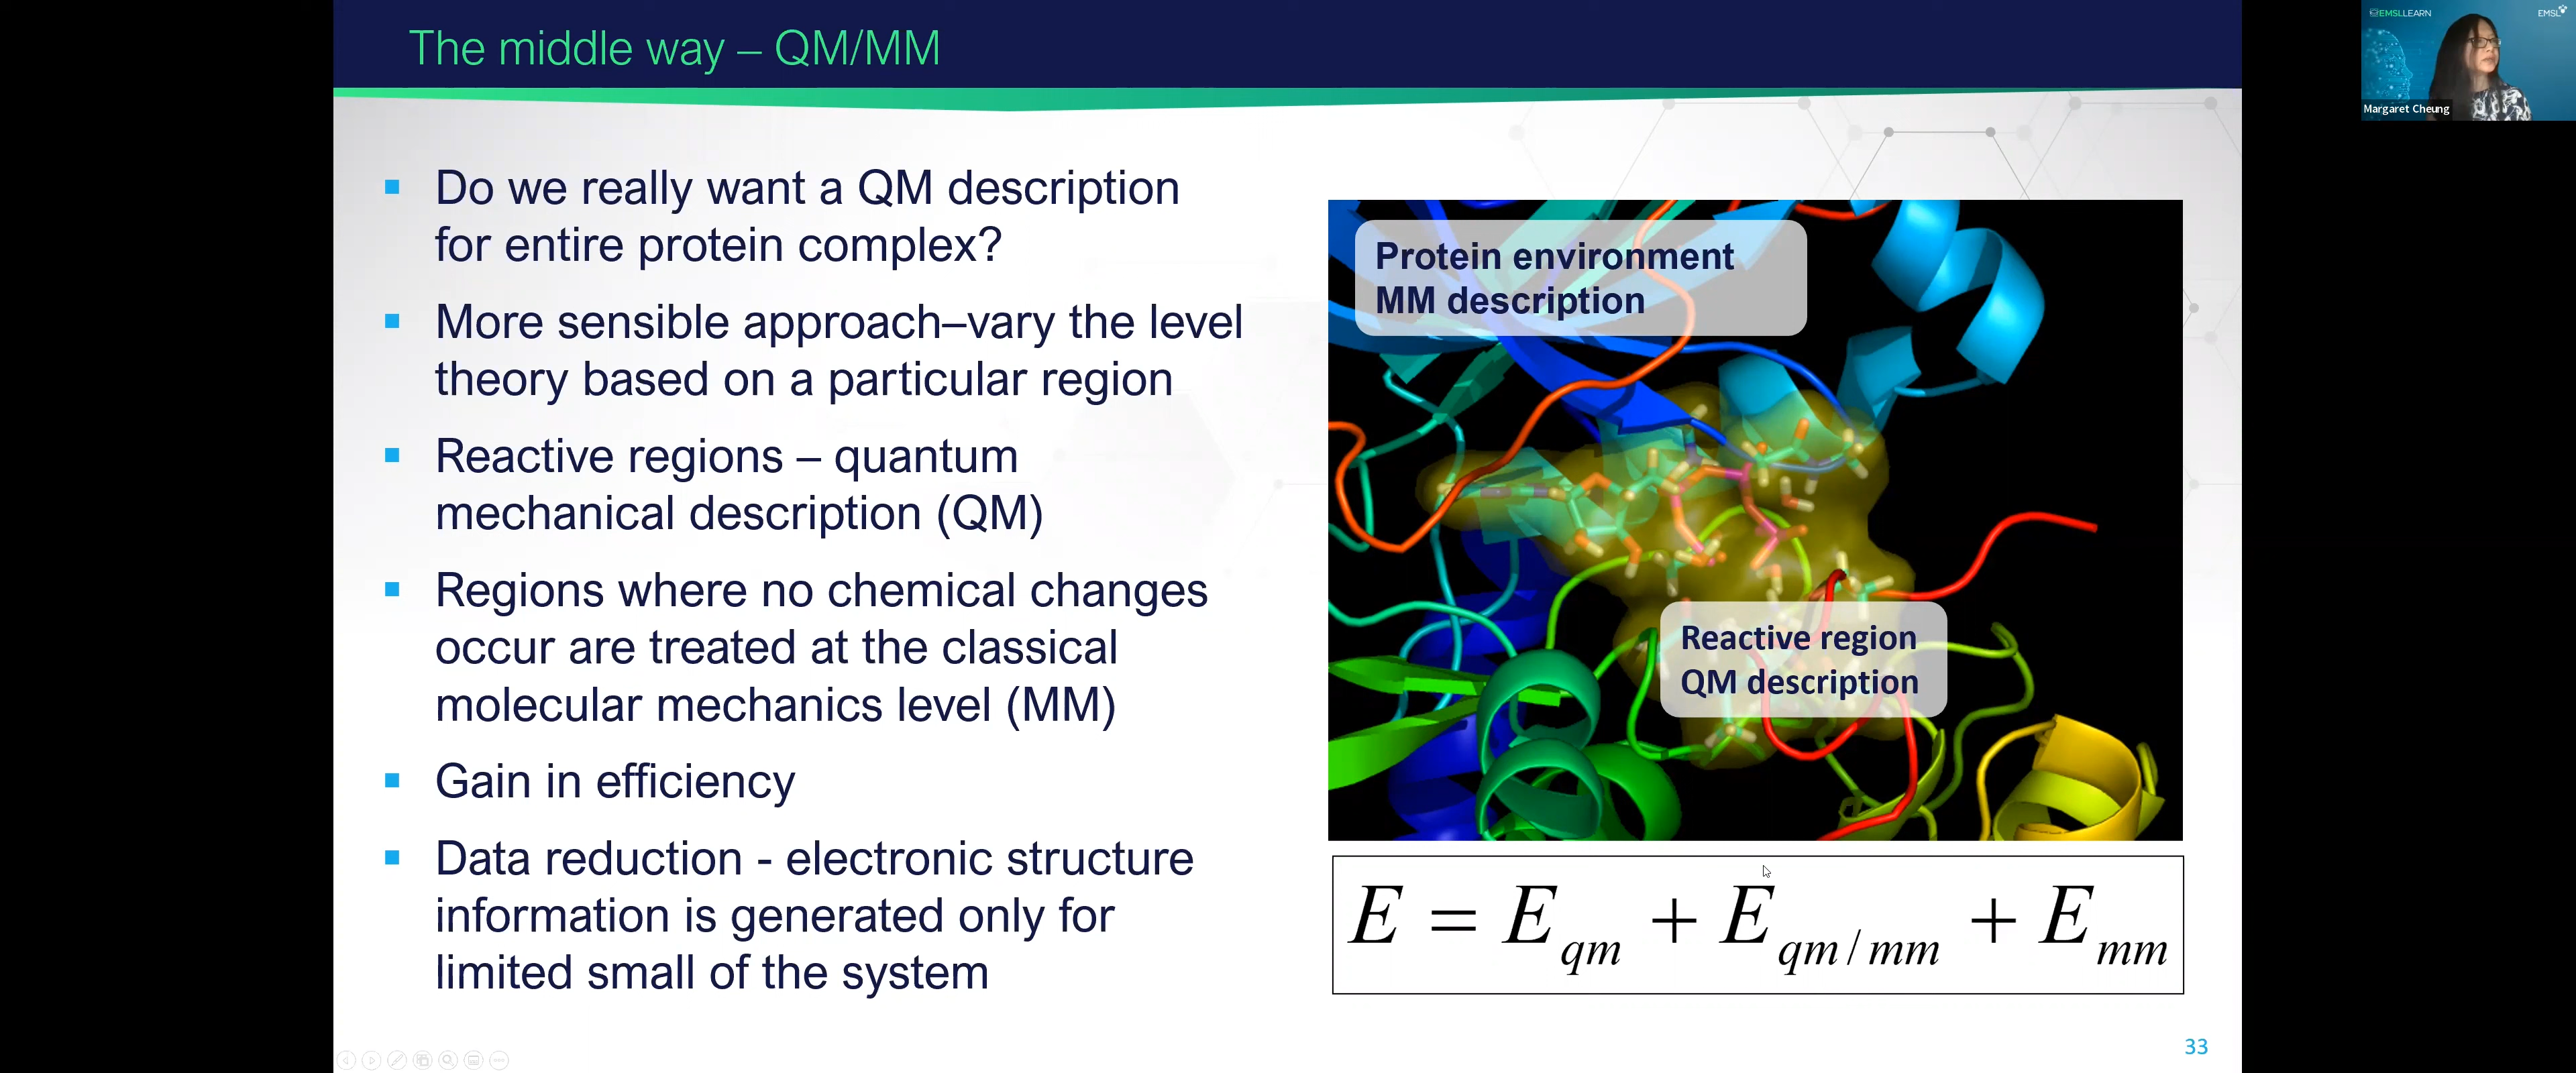 The middle way – QM/MM
Do we really want a QM description
for entire protein complex?
More sensible approach–vary the level
theory based on a particular region
Reactive regions – quantum
mechanical description (QM)
Regions where no chemical changes
occur are treated at the classical
molecular mechanics level (MM)
Gain in efficiency
Data reduction - electronic structure
information is generated only for
limited small of the system
Protein environment
MM description
Reactive region
QM description
E = E qm + E qm/mm + E mm
33
EMSLLEARN
EMSL
Margaret Cheung